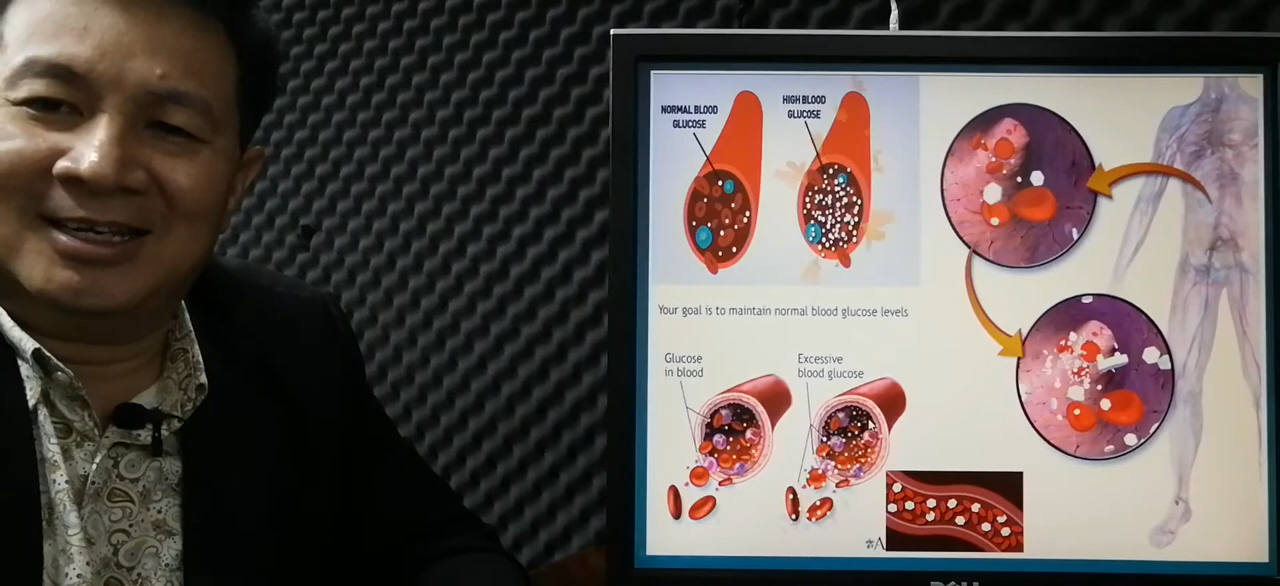 NORMAL BLOOD
GLUCOSE
HIGH BLOOD
GLUCOSE
Your goal is to maintain normal blood glucose levels
Glucose
in blood
Excessive
blood glucose